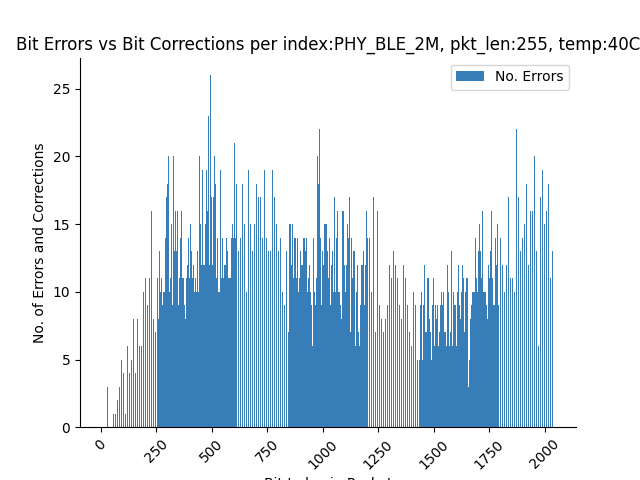 Bit Errors vs Bit Corrections per index:PHY_BLE_2M, pkt_len:255, temp:40C
No. Errors
No. of Errors and Corrections
25
20
15
10
5
0
0 250 500 750 1000 1250 1500 1750 2000